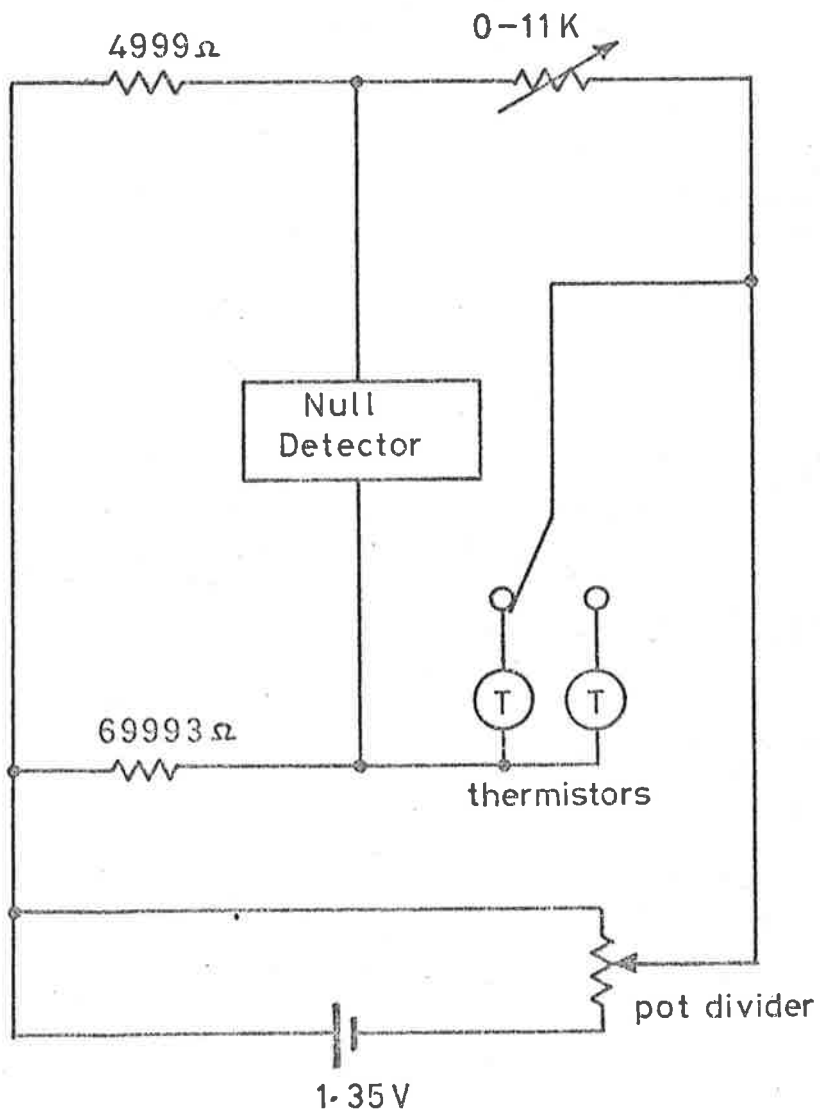 4999Ω
0-11K
Null
Detector
T
T
69993Ω
thermistors
pot divider
1·35V